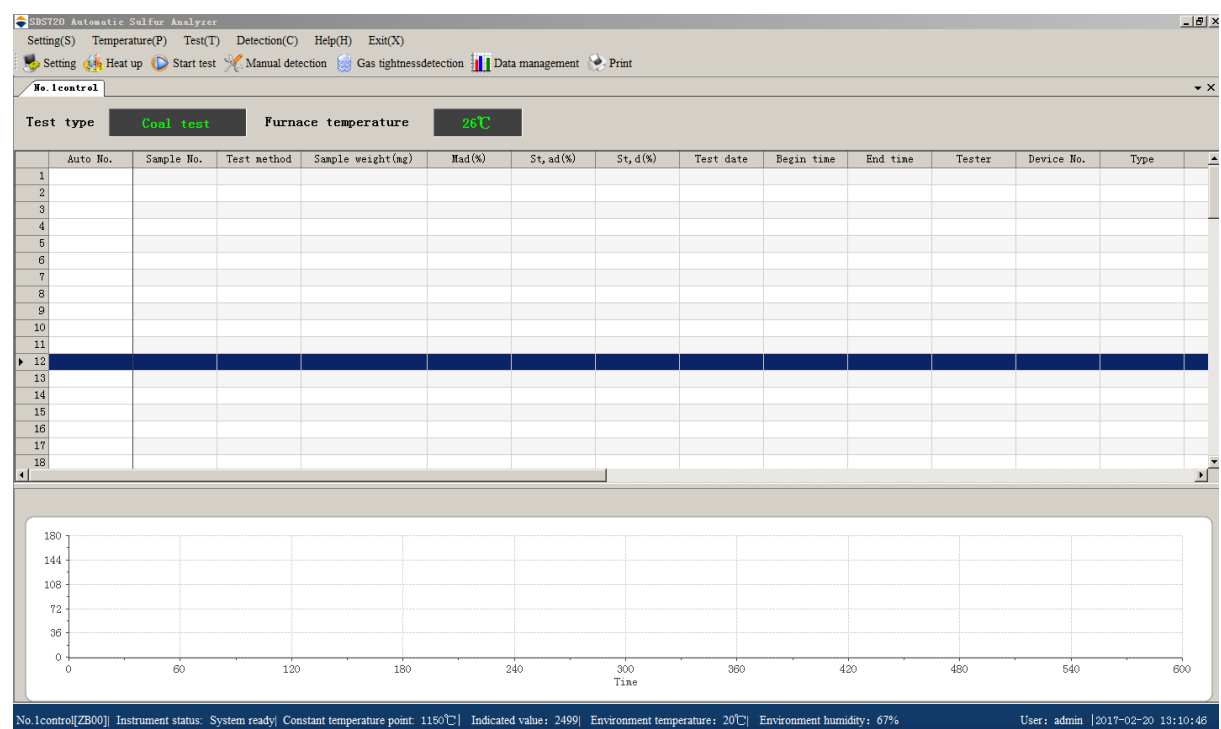 SDS720 Automatic Sulfur Analyzer
Setting(S) Temperature(P) Test(T) Detection(C) Help(H) Exit(X)
Setting Heat up Start test Manual detection Gas tightnessdetection Data management Print
No.1control
Test type Coal test Furnace temperature 26℃
Auto No. Sample No. Test method Sample weight(mg) Mad(%) St,ad(%) St,d(%) Test date Begin time End time Tester Device No. Type
1
2
3
4
5
6
7
8
9
10
11
12
13
14
15
16
17
18
180
144
108
72
36
0
0 60 120 180 240 300 360 420 480 540 600
Time
No.1control[ZB00]| Instrument status: System ready| Constant temperature point: 1150℃| Indicated value: 2499| Environment temperature: 20℃| Environment humidity: 67% User: admin |2017-02-20 13:10:46